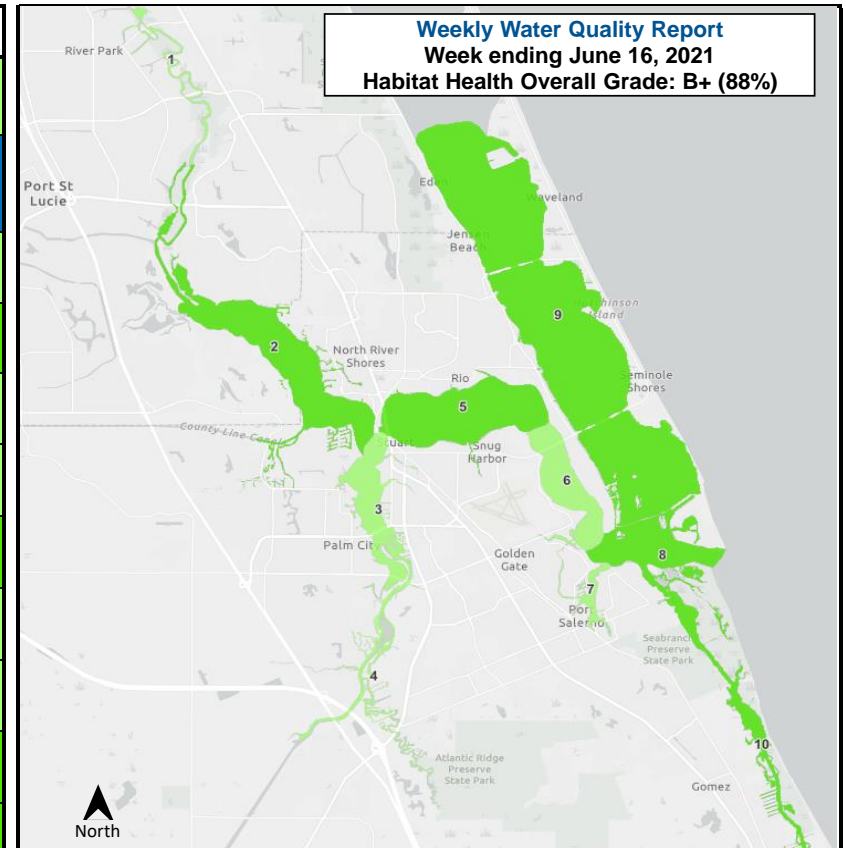 Weekly Water Quality Report
Week ending June 16, 2021
Habitat Health Overall Grade: B+ (88%)
River Park
1
Port St
Lucie
Eden
Waveland
Jensen
Beach
9
Hutchinson
Island
2
North River
Shores
Rio
Seminole
Shores
5
County Line Canal
Stuart
Snug
Harbor
6
3
Palm City
Golden
Gate
8
7
Port
Salerno
Seabranch
Preserve
State Park
4
10
Atlantic Ridge
Preserve
State Park
Gomez
North